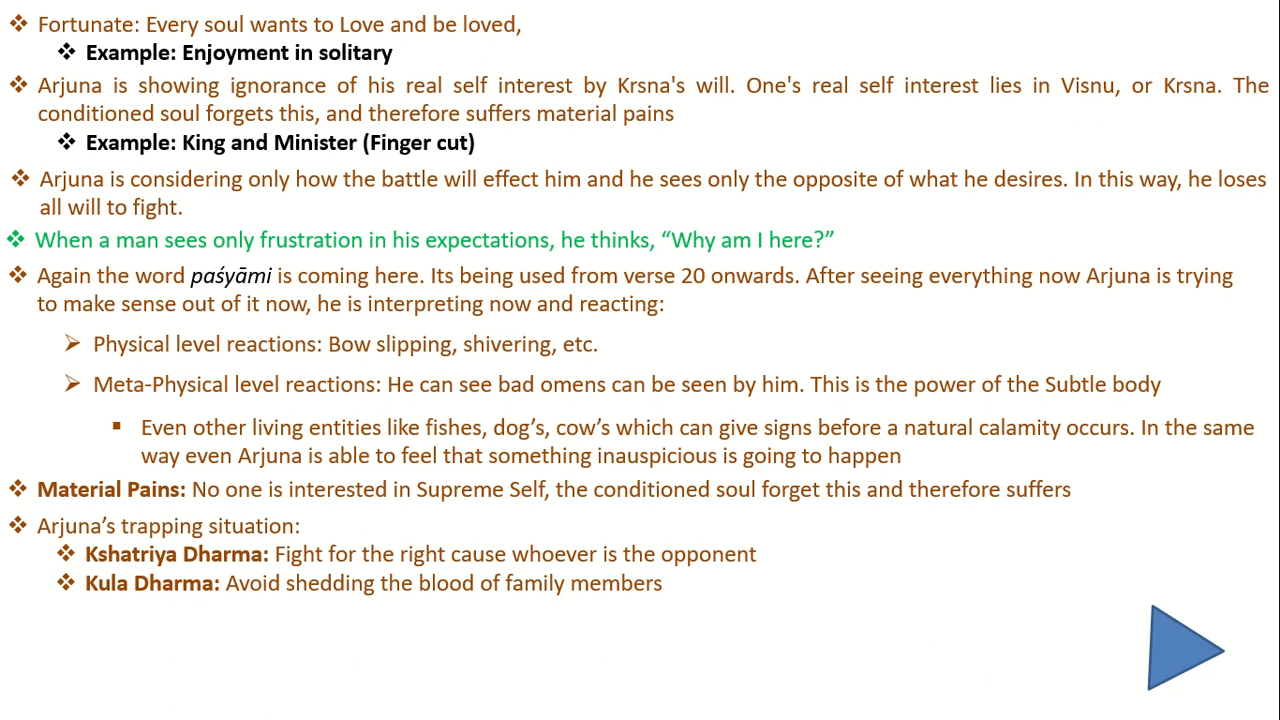 ❖ Fortunate: Every soul wants to Love and be loved,
❖ Example: Enjoyment in solitary
❖ Arjuna is showing ignorance of his real self interest by Krsna's will. One's real self interest lies in Visnu, or Krsna. The
conditioned soul forgets this, and therefore suffers material pains
❖ Example: King and Minister (Finger cut)
❖ Arjuna is considering only how the battle will effect him and he sees only the opposite of what he desires. In this way, he loses
all will to fight.
❖ When a man sees only frustration in his expectations, he thinks, “Why am I here?”
❖ Again the word paśyāmi is coming here. Its being used from verse 20 onwards. After seeing everything now Arjuna is trying
to make sense out of it now, he is interpreting now and reacting:
➢ Physical level reactions: Bow slipping, shivering, etc.
➢ Meta-Physical level reactions: He can see bad omens can be seen by him. This is the power of the Subtle body
▪ Even other living entities like fishes, dog’s, cow’s which can give signs before a natural calamity occurs. In the same
way even Arjuna is able to feel that something inauspicious is going to happen
❖ Material Pains: No one is interested in Supreme Self, the conditioned soul forget this and therefore suffers
❖ Arjuna’s trapping situation:
❖ Kshatriya Dharma: Fight for the right cause whoever is the opponent
❖ Kula Dharma: Avoid shedding the blood of family members